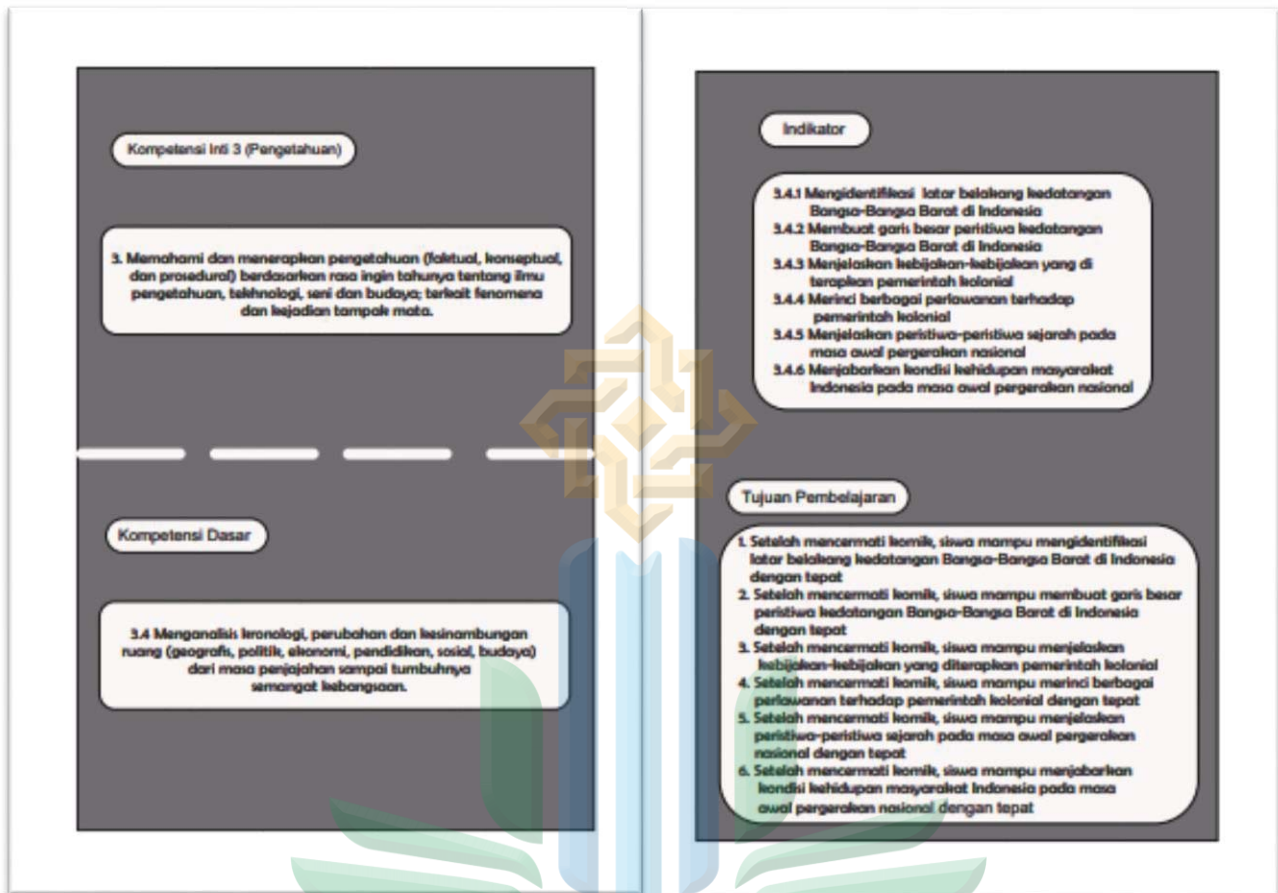 Kompetensi Inti 3 (Pengetahuan)
3. Memahami dan menerapkan pengetahuan (faktual, konseptual,
dan prosedural) berdasarkan rasa ingin tahunya tentang ilmu
pengetahuan, tekhnologi, seni dan budaya; terkait fenomena
dan kejadian tampak mata.
Kompetensi Dasar
3.4 Menganalisis kronologi, perubahan dan kesinambungan
ruang (geografis, politik, ekonomi, pendidikan, sosial, budaya)
dari masa penjajahan sampai tumbuhnya
semangat kebangsaan.
Indikator
3.4.1 Mengidentifikasi latar belakang kedatangan
Bangsa-Bangsa Barat di Indonesia
3.4.2 Membuat garis besar peristiwa kedatangan
Bangsa-Bangsa Barat di Indonesia
3.4.3 Menjelaskan kebijakan-kebijakan yang di
terapkan pemerintah kolonial
3.4.4 Merinci berbagai perlawanan terhadap
pemerintah kolonial
3.4.5 Menjelaskan peristiwa-peristiwa sejarah pada
masa awal pergerakan nasional
3.4.6 Menjabarkan kondisi kehidupan masyarakat
Indonesia pada masa awal pergerakan nasional
Tujuan Pembelajaran
1. Setelah mencermati komik, siswa mampu mengidentifikasi
latar belakang kedatangan Bangsa-Bangsa Barat di Indonesia
dengan tepat
2. Setelah mencermati komik, siswa mampu membuat garis besar
peristiwa kedatangan Bangsa-Bangsa Barat di Indonesia
dengan tepat
3. Setelah mencermati komik, siswa mampu menjelaskan
kebijakan-kebijakan yang diterapkan pemerintah kolonial
4. Setelah mencermati komik, siswa mampu merinci berbagai
perlawanan terhadap pemerintah kolonial dengan tepat
5. Setelah mencermati komik, siswa mampu menjelaskan
peristiwa-peristiwa sejarah pada masa awal pergerakan
nasional dengan tepat
6. Setelah mencermati komik, siswa mampu menjabarkan
kondisi kehidupan masyarakat Indonesia pada masa
awal pergerakan nasional dengan tepat